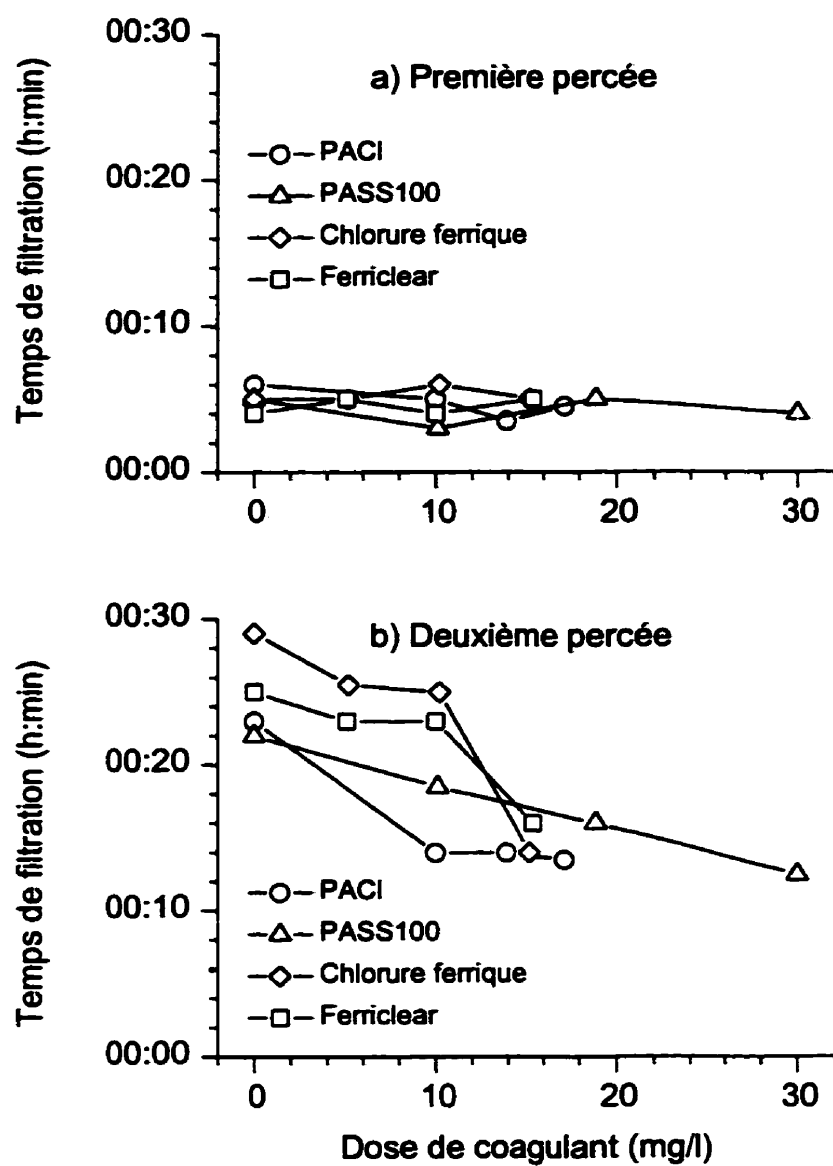 Temps de filtration (h:min)
00:30
00:20
00:10
00:00
a) Première percée
PACl
PASS100
Chlorure ferrique
Ferriclear
0
10
20
30
Temps de filtration (h:min)
00:30
00:20
00:10
00:00
b) Deuxième percée
PACl
PASS100
Chlorure ferrique
Ferriclear
0
10
20
30
Dose de coagulant (mg/l)